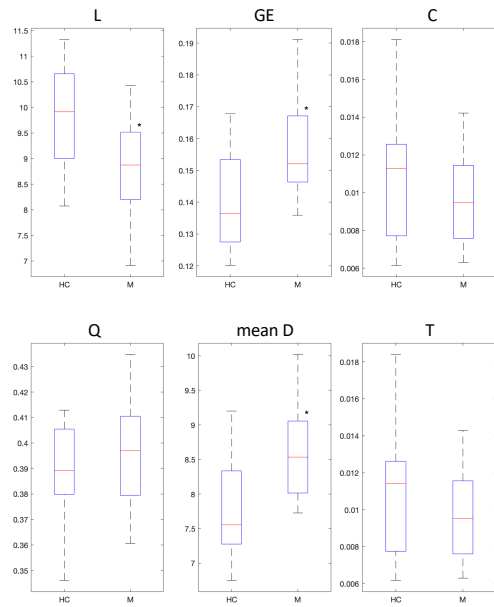 L
11.5
11
10.5
10
9.5
9
8.5
8
7.5
7
*
HC
M
GE
0.19
0.18
0.17
0.16
0.15
0.14
0.13
0.12
*
HC
M
C
0.018
0.016
0.014
0.012
0.01
0.008
0.006
HC
M
Q
0.43
0.42
0.41
0.4
0.39
0.38
0.37
0.36
0.35
HC
M
mean D
10
9.5
9
8.5
8
7.5
7
*
HC
M
T
0.018
0.016
0.014
0.012
0.01
0.008
0.006
HC
M